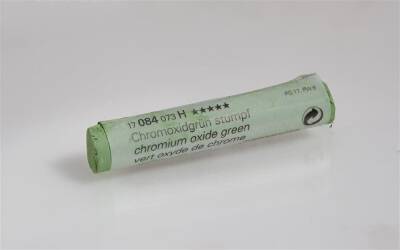 17 084 073 H ★★★★★
Chromoxidgrün stumpf
chromium oxide green
vert oxyde de chrome